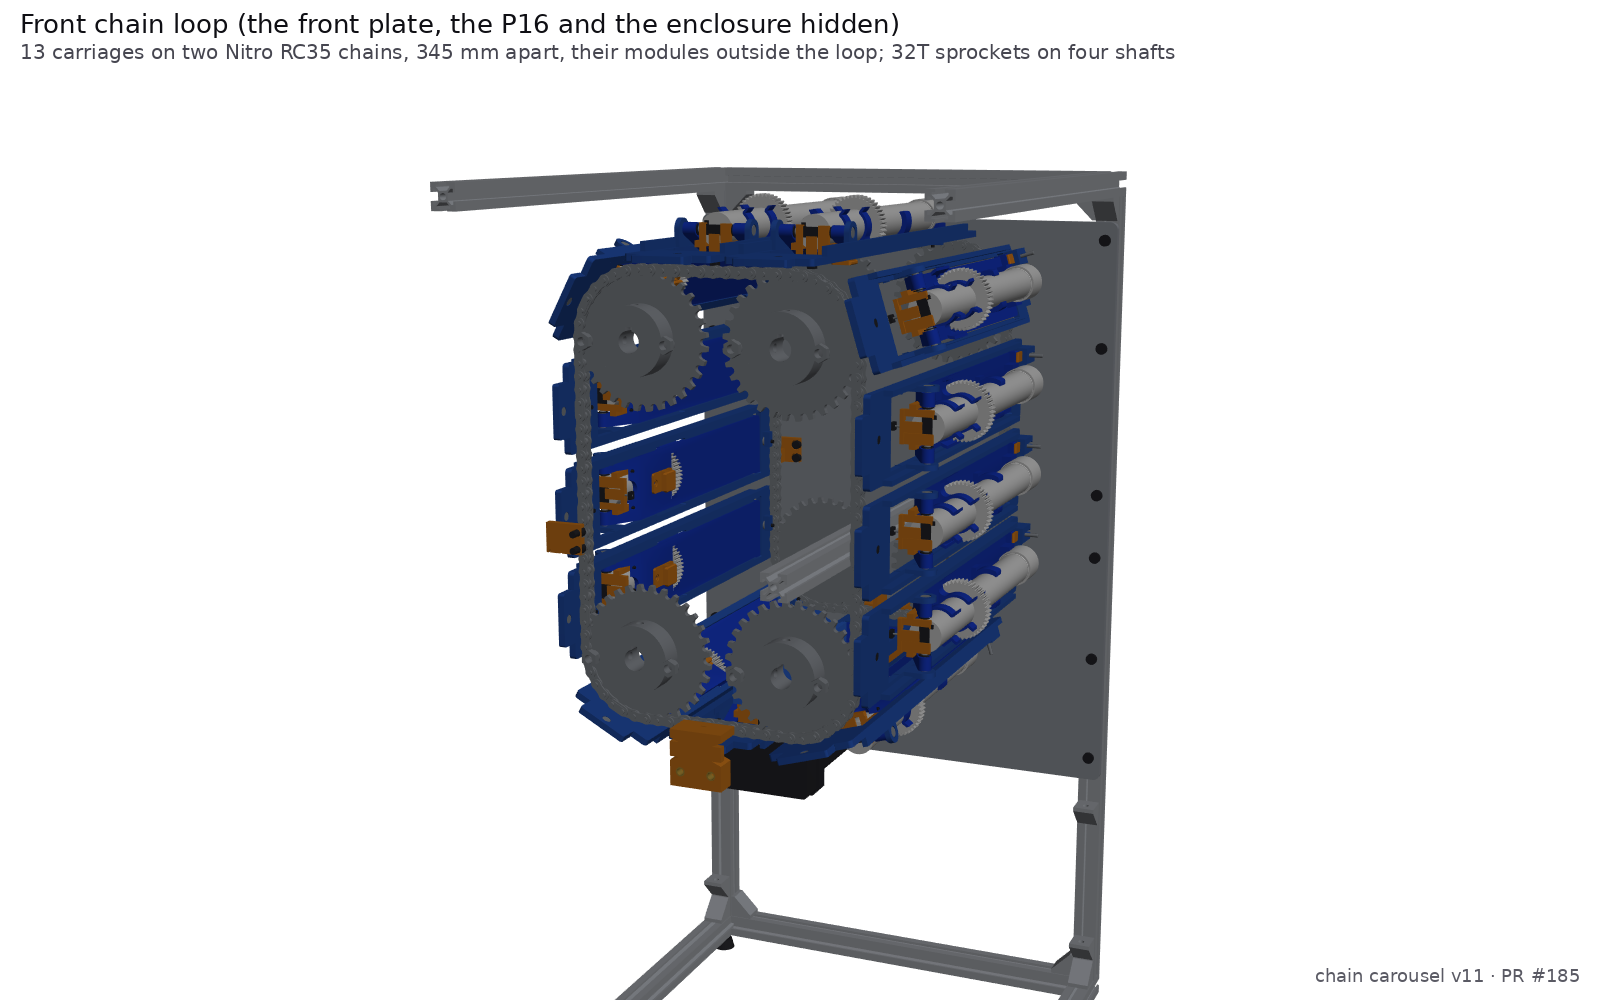 Front chain loop (the front plate, the P16 and the enclosure hidden)
13 carriages on two Nitro RC35 chains, 345 mm apart, their modules outside the loop; 32T sprockets on four shafts
chain carousel v11 · PR #185